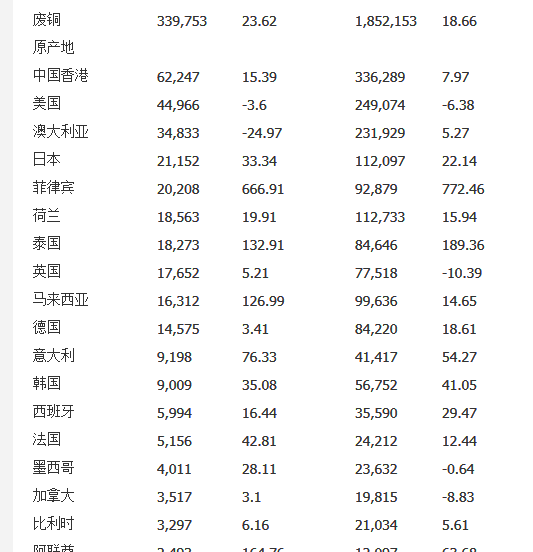 废铜 339,753 23.62 1,852,153 18.66
原产地
中国香港 62,247 15.39 336,289 7.97
美国 44,966 -3.6 249,074 -6.38
澳大利亚 34,833 -24.97 231,929 5.27
日本 21,152 33.34 112,097 22.14
菲律宾 20,208 666.91 92,879 772.46
荷兰 18,563 19.91 112,733 15.94
泰国 18,273 132.91 84,646 189.36
英国 17,652 5.21 77,518 -10.39
马来西亚 16,312 126.99 99,636 14.65
德国 14,575 3.41 84,220 18.61
意大利 9,198 76.33 41,417 54.27
韩国 9,009 35.08 56,752 41.05
西班牙 5,994 16.44 35,590 29.47
法国 5,156 42.81 24,212 12.44
墨西哥 4,011 28.11 23,632 -0.64
加拿大 3,517 3.1 19,815 -8.83
比利时 3,297 6.16 21,034 5.61
阿联酋